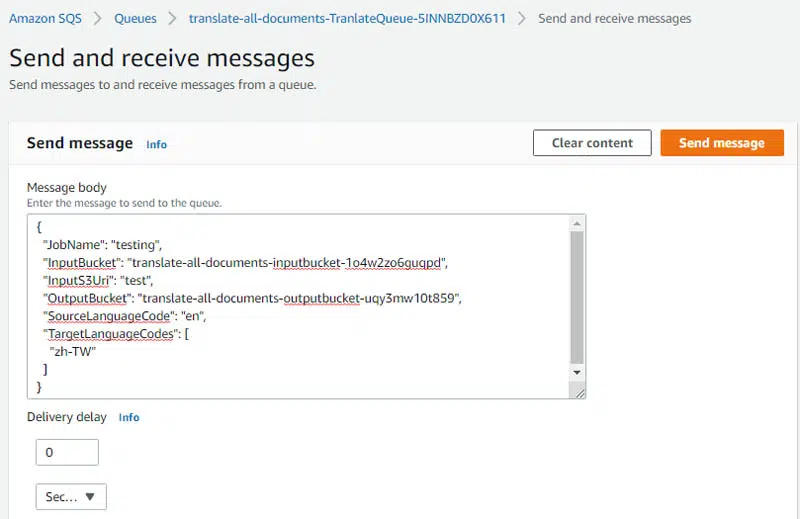 Amazon SQS > Queues > translate-all-documents-TranlateQueue-5INNBZD0X611 > Send and receive messages
Send and receive messages
Send messages to and receive messages from a queue.
Send message Info Clear content Send message
Message body
Enter the message to send to the queue.
{
"JobName": "testing",
"InputBucket": "translate-all-documents-inputbucket-1o4w2zo6guqpd",
"InputS3Uri": "test",
"OutputBucket": "translate-all-documents-outputbucket-uqy3mw10t859",
"SourceLanguageCode": "en",
"TargetLanguageCodes": [
"zh-TW"
]
}
Delivery delay Info
0
Sec...